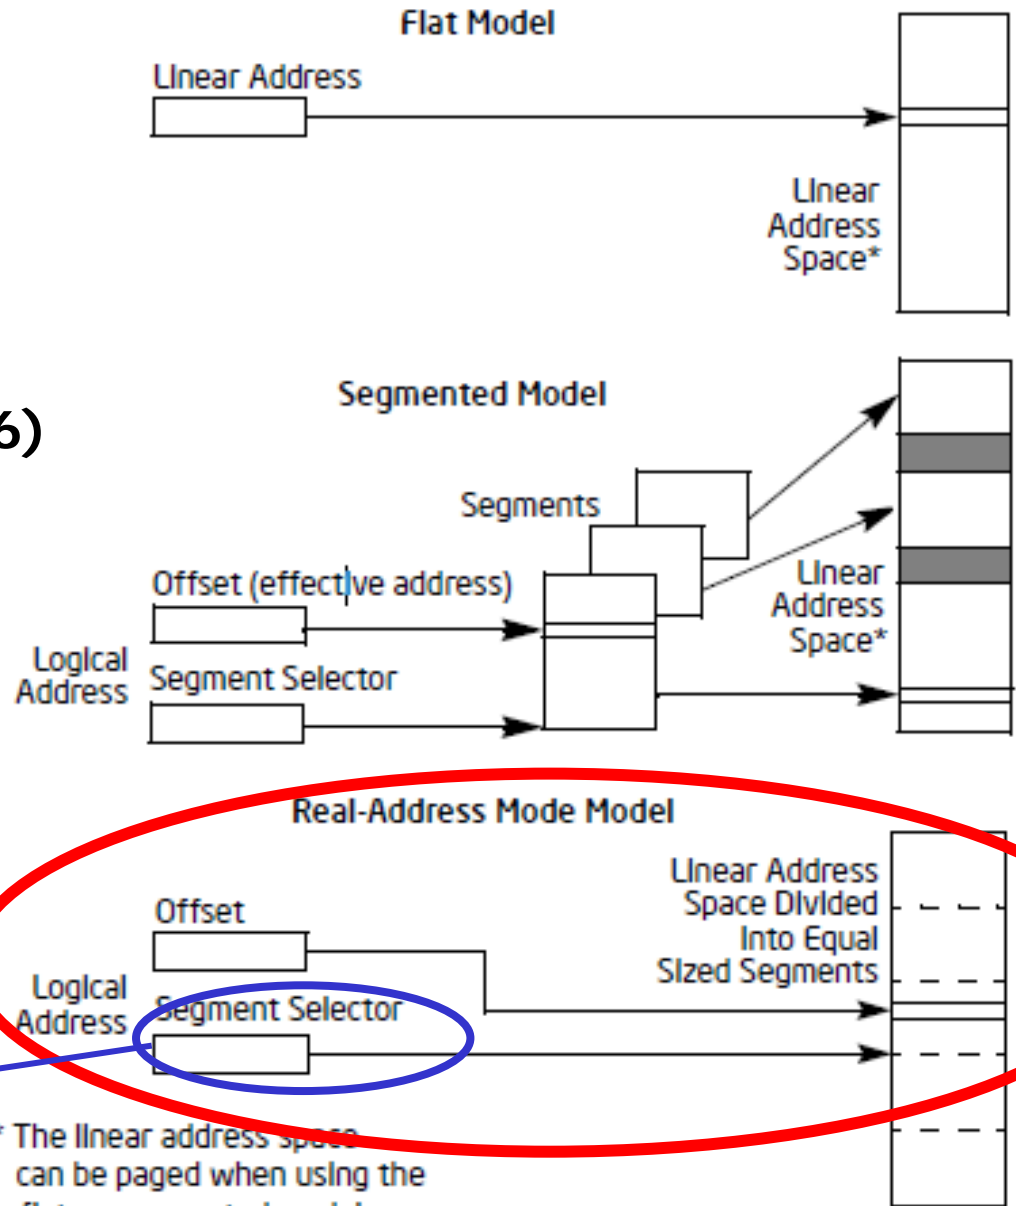 Flat Model
Linear Address
Linear
Address
Space*
6)
Segmented Model
Segments
Offset (effective address)
Logical
Address
Segment Selector
Linear
Address
Space*
Real-Address Mode Model
Linear Address
Space Divided
Into Equal
Sized Segments
Offset
Logical
Address
Segment Selector
* The linear address space
can be paged when using the